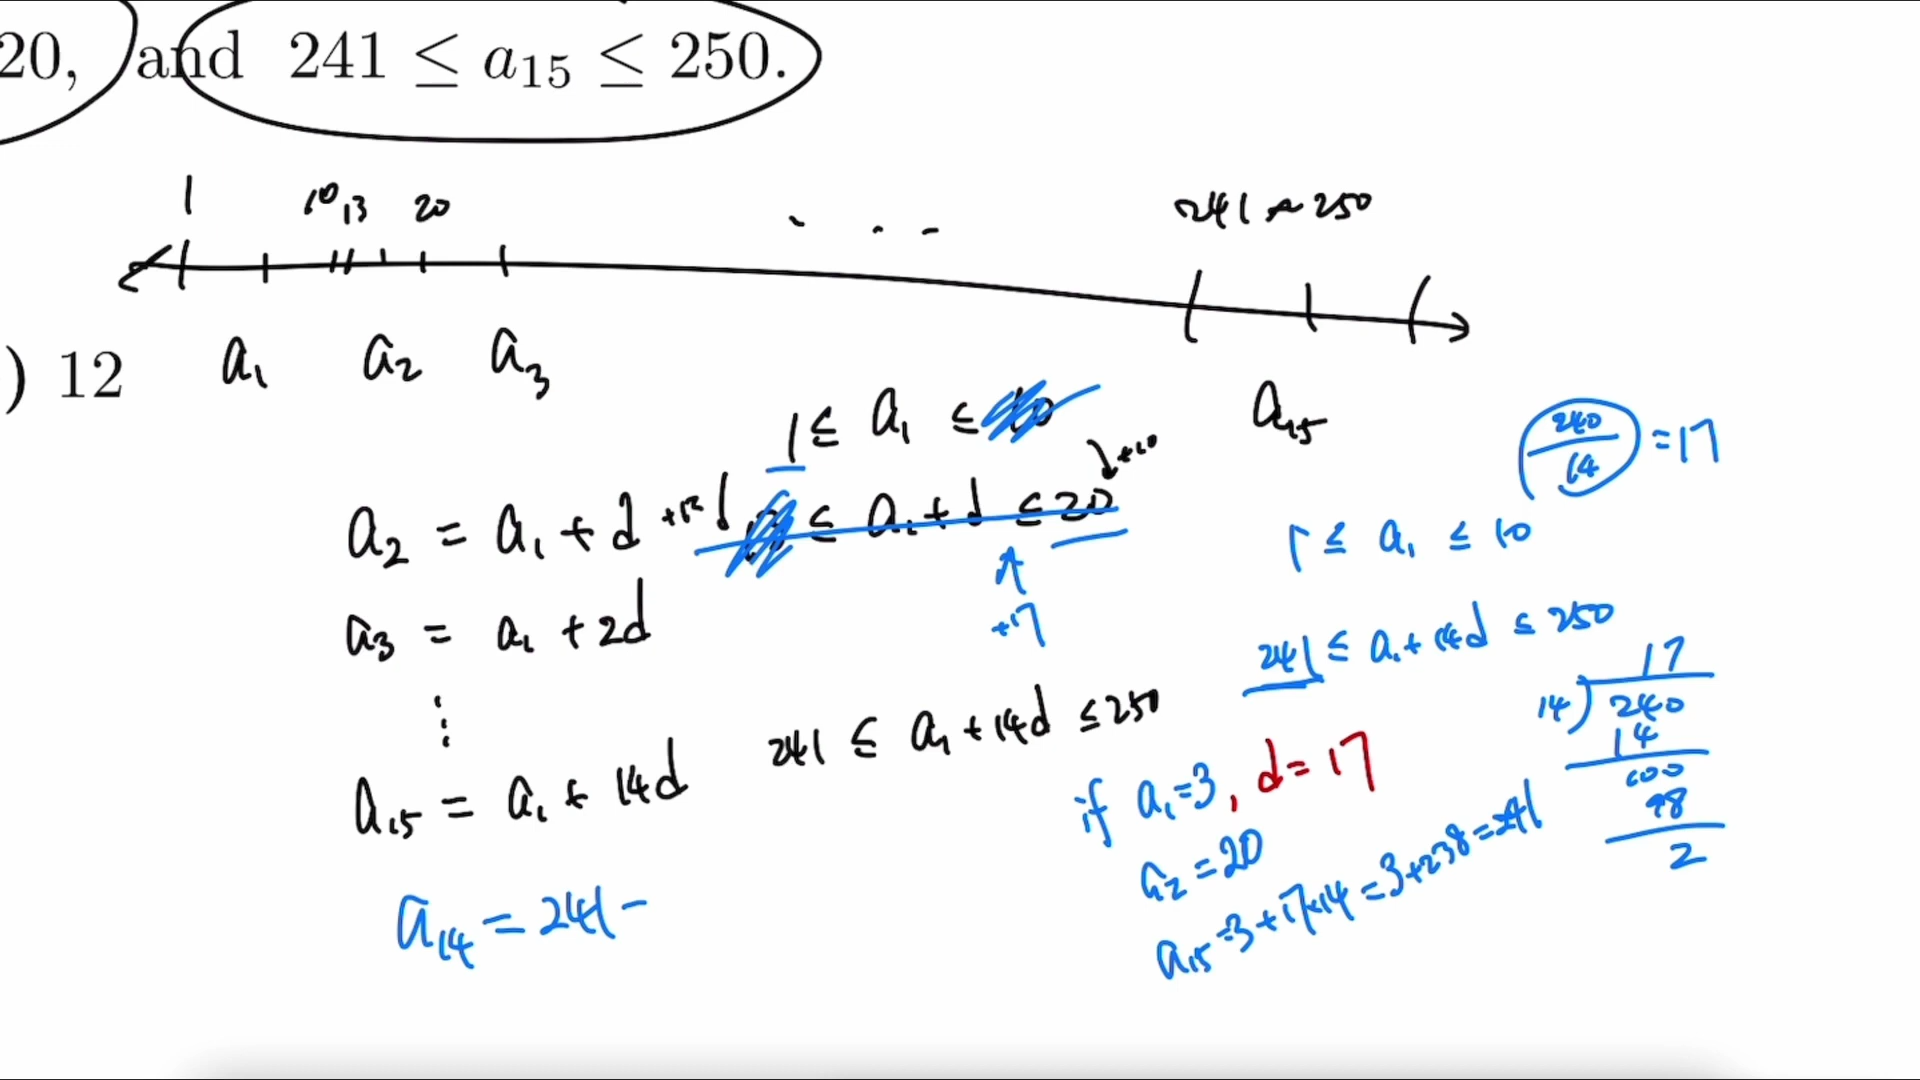 20, and 241 ≤ a₁₅ ≤ 250.
1 10 13 20 . . . 241 ~ 250
) 12
a₁ a₂ a₃ a₁₅
1 ≤ a₁ ≤
240/14 = 17
a₂ = a₁ + d ≤ a₁ + d ≤ 20
+17
1 ≤ a₁ ≤ 10
a₃ = a₁ + 2d
241 ≤ a₁ + 14d ≤ 250
⋮
a₁₅ = a₁ + 14d 241 ≤ a₁ + 14d ≤ 250
if a₁ = 3, d = 17
a₂ = 20
a₁₅ = 3 + 17·14 = 3 + 238 = 241
17
14 ) 240
14
100
98
2
a₁₄ = 241 -